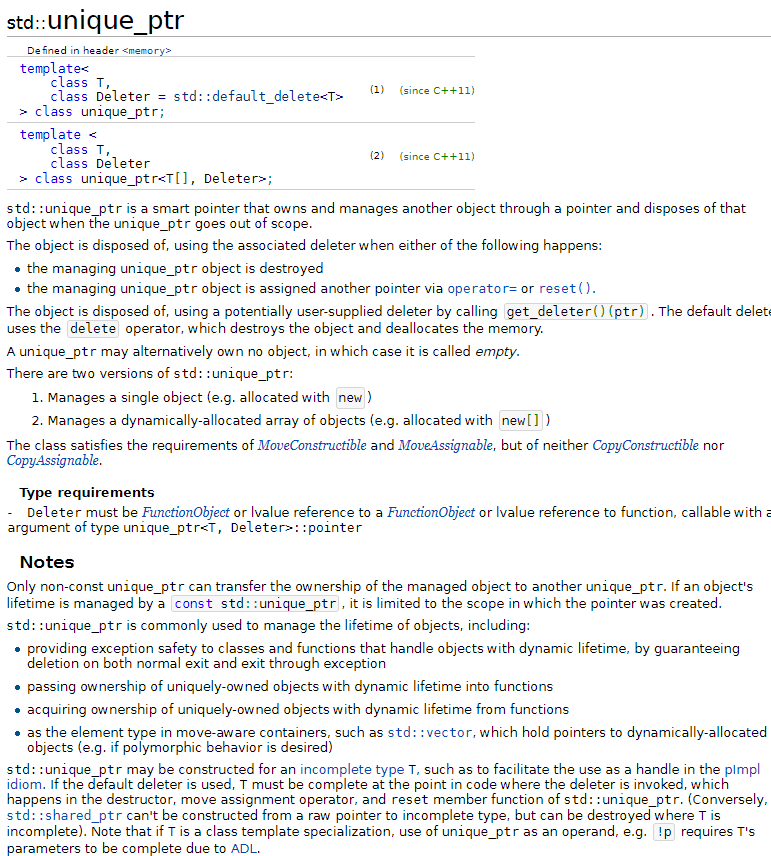 std::unique_ptr
Defined in header <memory>
template<
class T,
class Deleter = std::default_delete<T>
> class unique_ptr;
(1) (since C++11)
template <
class T,
class Deleter
> class unique_ptr<T[], Deleter>;
(2) (since C++11)
std::unique_ptr is a smart pointer that owns and manages another object through a pointer and disposes of that
object when the unique_ptr goes out of scope.
The object is disposed of, using the associated deleter when either of the following happens:
• the managing unique_ptr object is destroyed
• the managing unique_ptr object is assigned another pointer via operator= or reset().
The object is disposed of, using a potentially user-supplied deleter by calling get_deleter()(ptr). The default delete
uses the delete operator, which destroys the object and deallocates the memory.
A unique_ptr may alternatively own no object, in which case it is called empty.
There are two versions of std::unique_ptr:
1. Manages a single object (e.g. allocated with new)
2. Manages a dynamically-allocated array of objects (e.g. allocated with new[])
The class satisfies the requirements of MoveConstructible and MoveAssignable, but of neither CopyConstructible nor
CopyAssignable.
Type requirements
- Deleter must be FunctionObject or lvalue reference to a FunctionObject or lvalue reference to function, callable with a
argument of type unique_ptr<T, Deleter>::pointer
Notes
Only non-const unique_ptr can transfer the ownership of the managed object to another unique_ptr. If an object's
lifetime is managed by a const std::unique_ptr, it is limited to the scope in which the pointer was created.
std::unique_ptr is commonly used to manage the lifetime of objects, including:
• providing exception safety to classes and functions that handle objects with dynamic lifetime, by guaranteeing
deletion on both normal exit and exit through exception
• passing ownership of uniquely-owned objects with dynamic lifetime into functions
• acquiring ownership of uniquely-owned objects with dynamic lifetime from functions
• as the element type in move-aware containers, such as std::vector, which hold pointers to dynamically-allocated
objects (e.g. if polymorphic behavior is desired)
std::unique_ptr may be constructed for an incomplete type T, such as to facilitate the use as a handle in the pImpl
idiom. If the default deleter is used, T must be complete at the point in code where the deleter is invoked, which
happens in the destructor, move assignment operator, and reset member function of std::unique_ptr. (Conversely,
std::shared_ptr can't be constructed from a raw pointer to incomplete type, but can be destroyed where T is
incomplete). Note that if T is a class template specialization, use of unique_ptr as an operand, e.g. !p requires T's
parameters to be complete due to ADL.